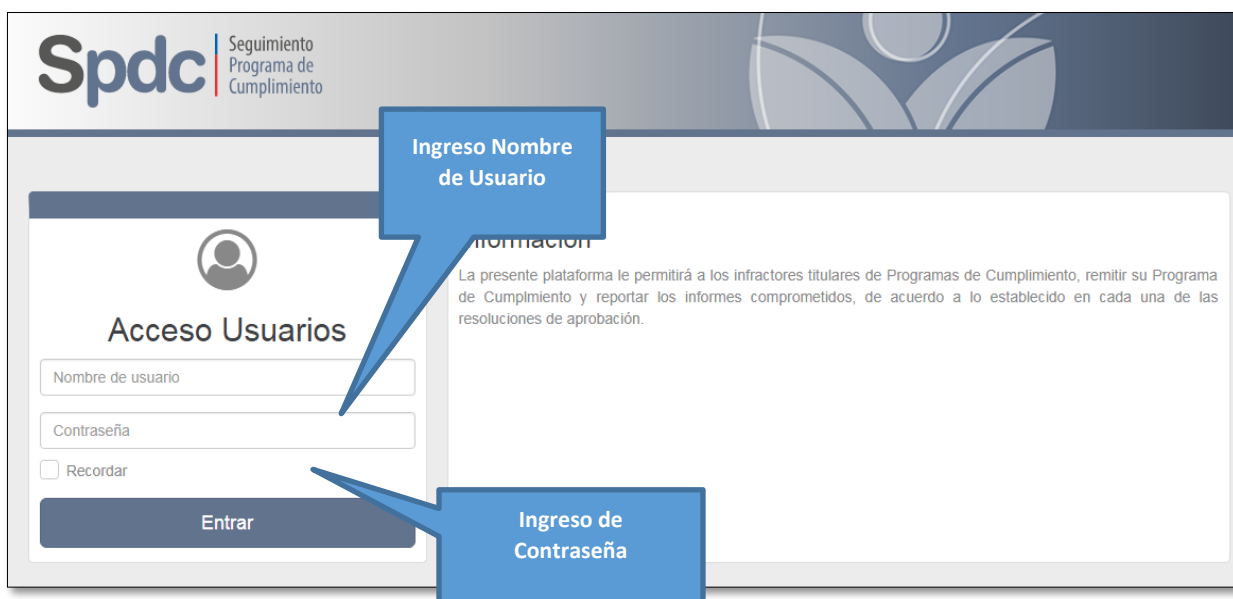 Spdc
Seguimiento
Programa de
Cumplimiento
Ingreso Nombre
de Usuario
Información
La presente plataforma le permitirá a los infractores titulares de Programas de Cumplimiento, remitir su Programa
de Cumplmiento y reportar los informes comprometidos, de acuerdo a lo establecido en cada una de las
resoluciones de aprobación.
Acceso Usuarios
Nombre de usuario
Contraseña
Recordar
Entrar
Ingreso de
Contraseña